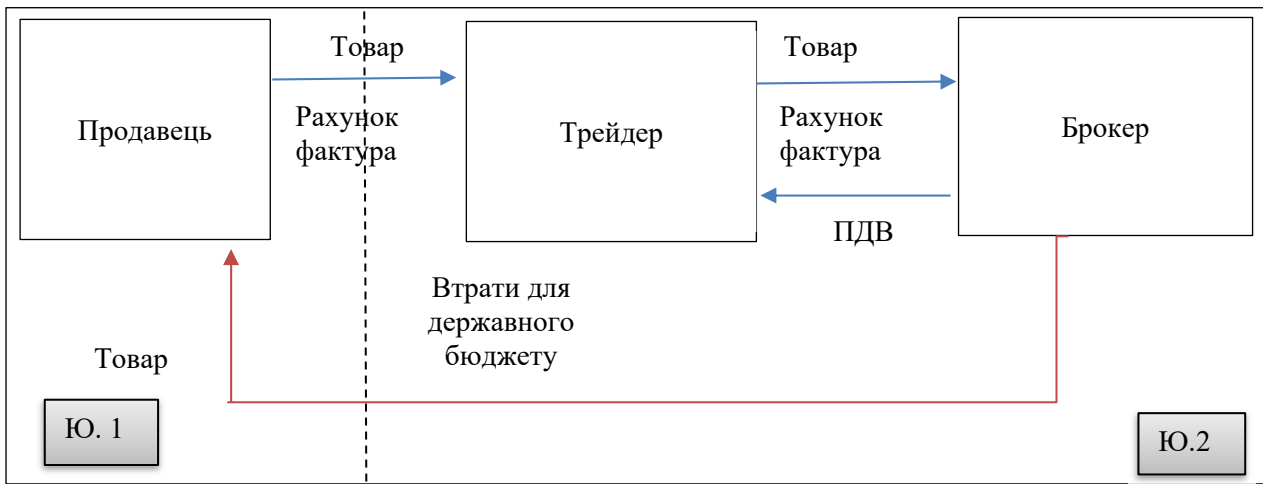 Продавець
Товар
Рахунок
фактура
Трейдер
Товар
Рахунок
фактура
ПДВ
Брокер
Втрати для
державного
бюджету
Товар
Ю. 1
Ю.2